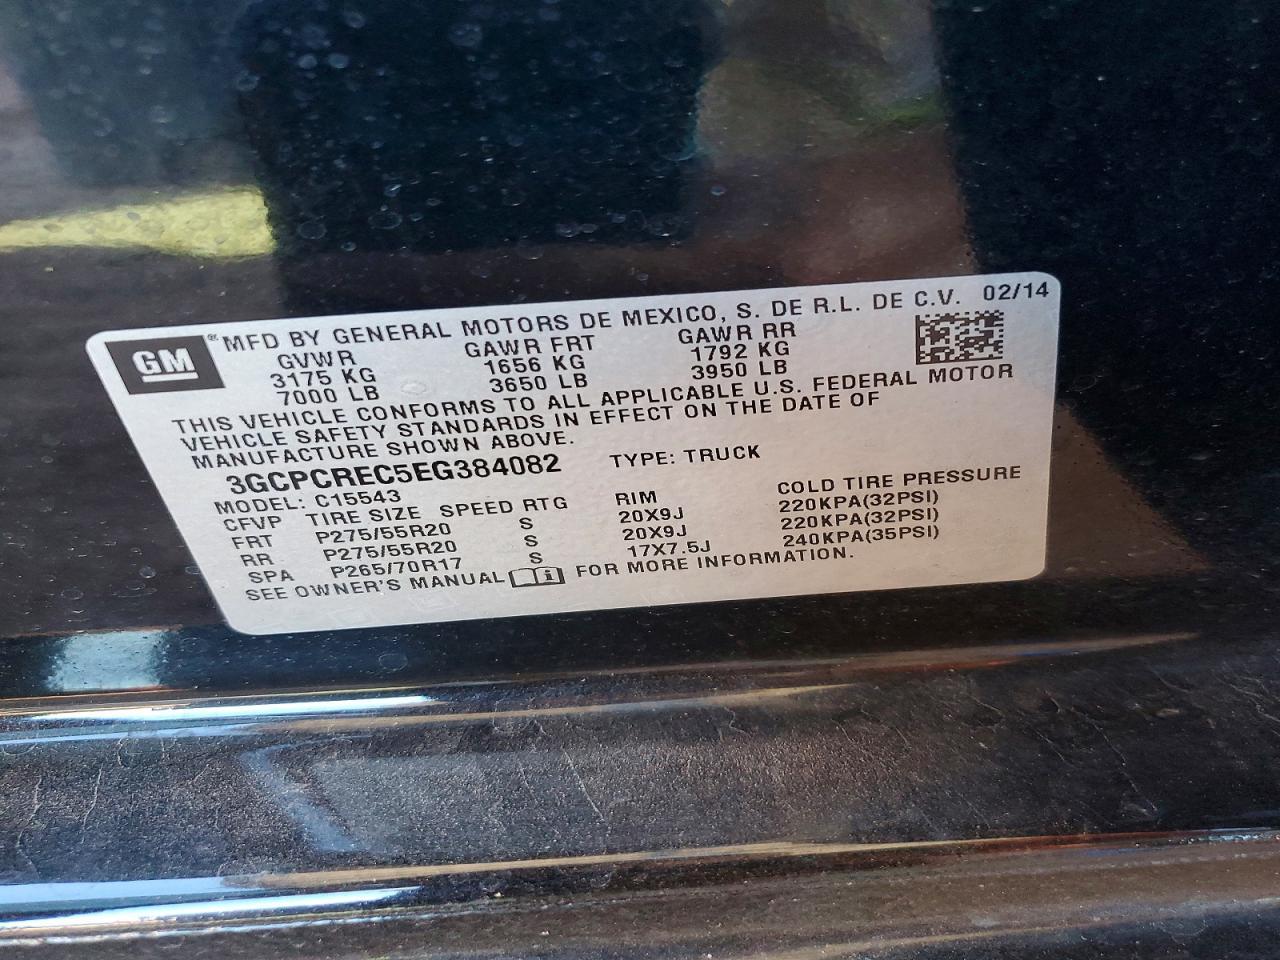 GM ® MFD BY GENERAL MOTORS DE MEXICO, S. DE R.L. DE C.V. 02/14
GVWR GAWR FRT GAWR RR
3175 KG 1656 KG 1792 KG
7000 LB 3650 LB 3950 LB
THIS VEHICLE CONFORMS TO ALL APPLICABLE U.S. FEDERAL MOTOR
VEHICLE SAFETY STANDARDS IN EFFECT ON THE DATE OF
MANUFACTURE SHOWN ABOVE.
3GCPCREC5EG384082 TYPE: TRUCK
MODEL: C15543
CFVP TIRE SIZE SPEED RTG RIM COLD TIRE PRESSURE
FRT P275/55R20 S 20X9J 220KPA(32PSI)
RR P275/55R20 S 20X9J 220KPA(32PSI)
SPA P265/70R17 S 17X7.5J 240KPA(35PSI)
SEE OWNER'S MANUAL FOR MORE INFORMATION.